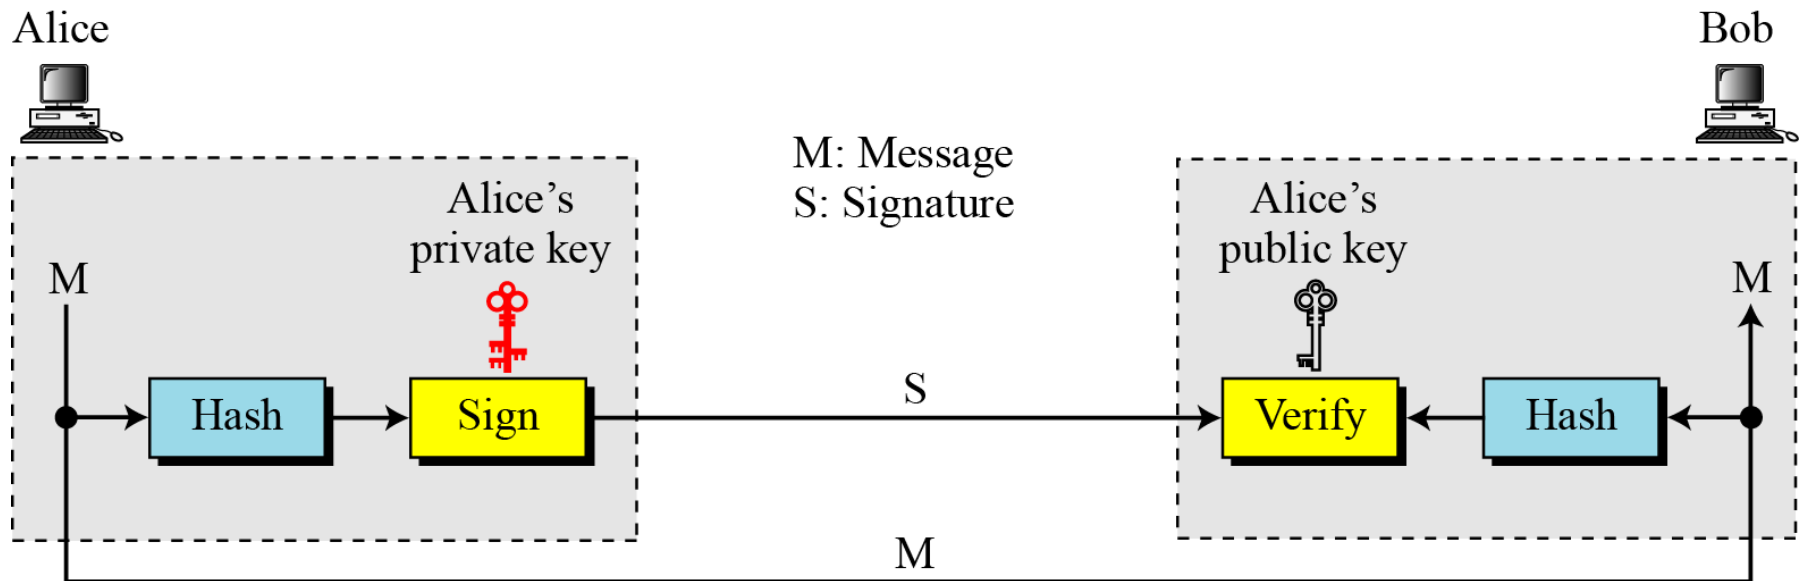 Alice
Bob
M: Message
S: Signature
Alice’s
private key
Alice’s
public key
M
M
Hash
Sign
S
Verify
Hash
M